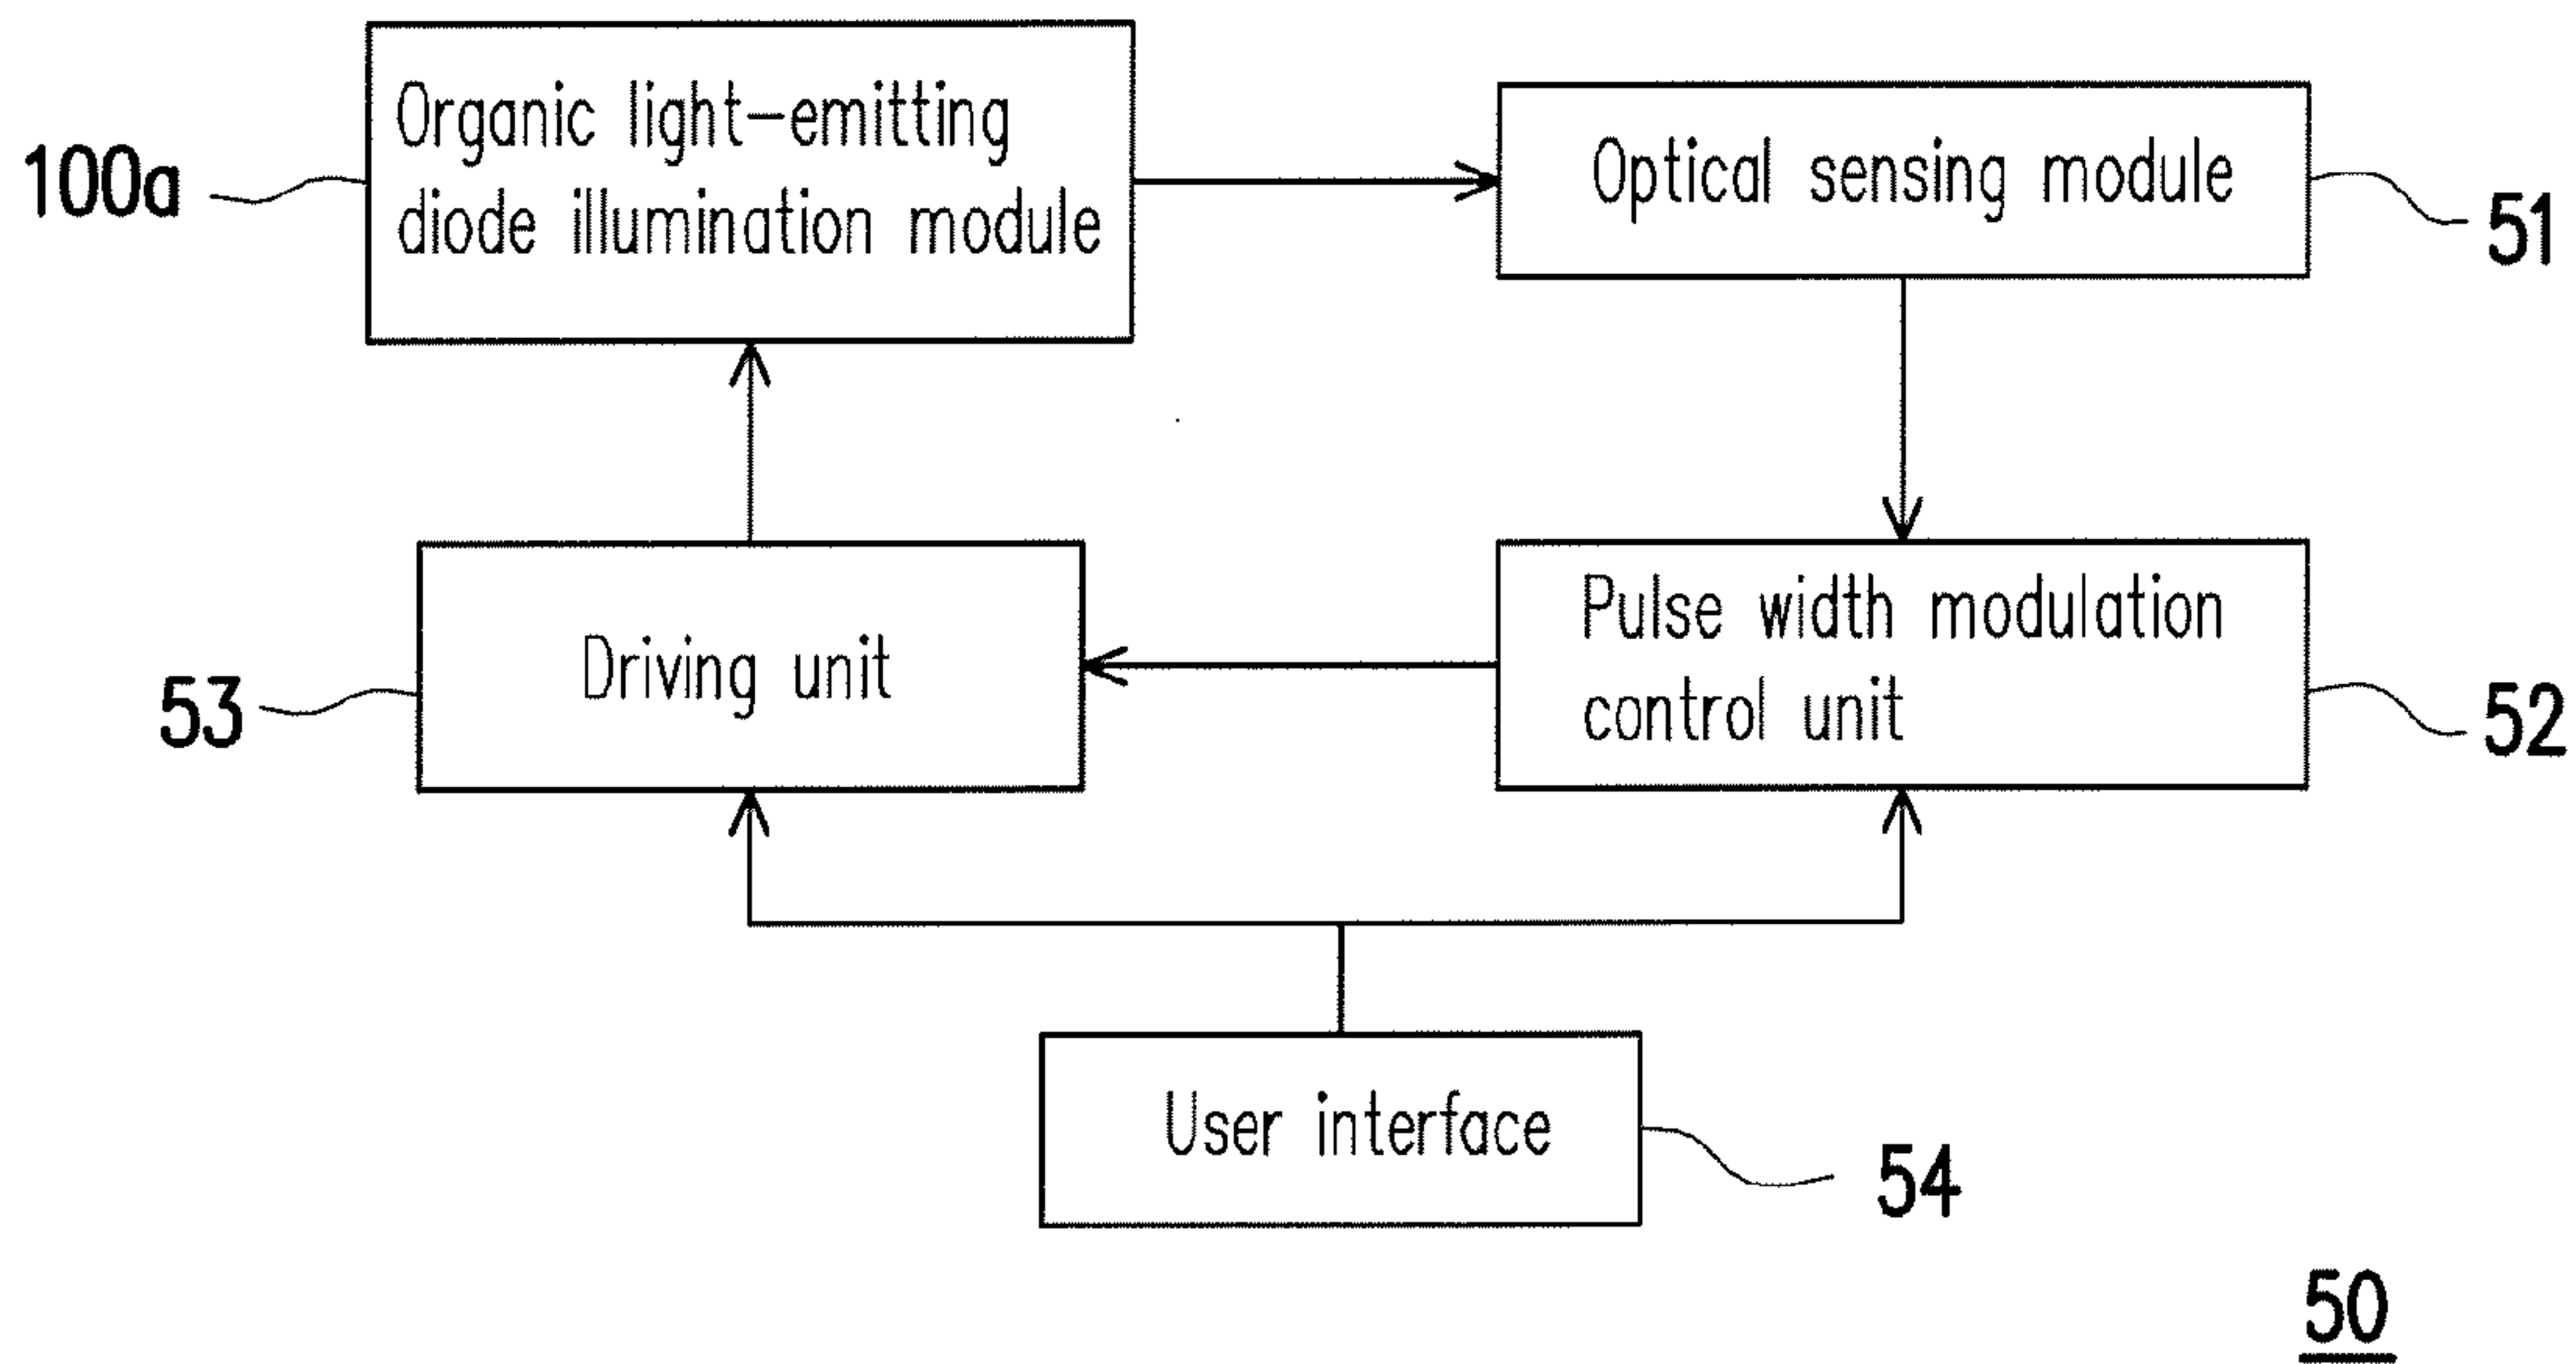 Organic light-emitting
diode illumination module
100a
Optical sensing module
51
Driving unit
53
Pulse width modulation
control unit
52
User interface
54
50